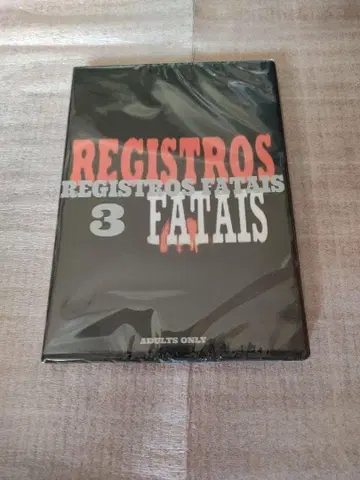 REGISTROS
REGISTROS FATAIS
3 FATAIS
ADULTS ONLY